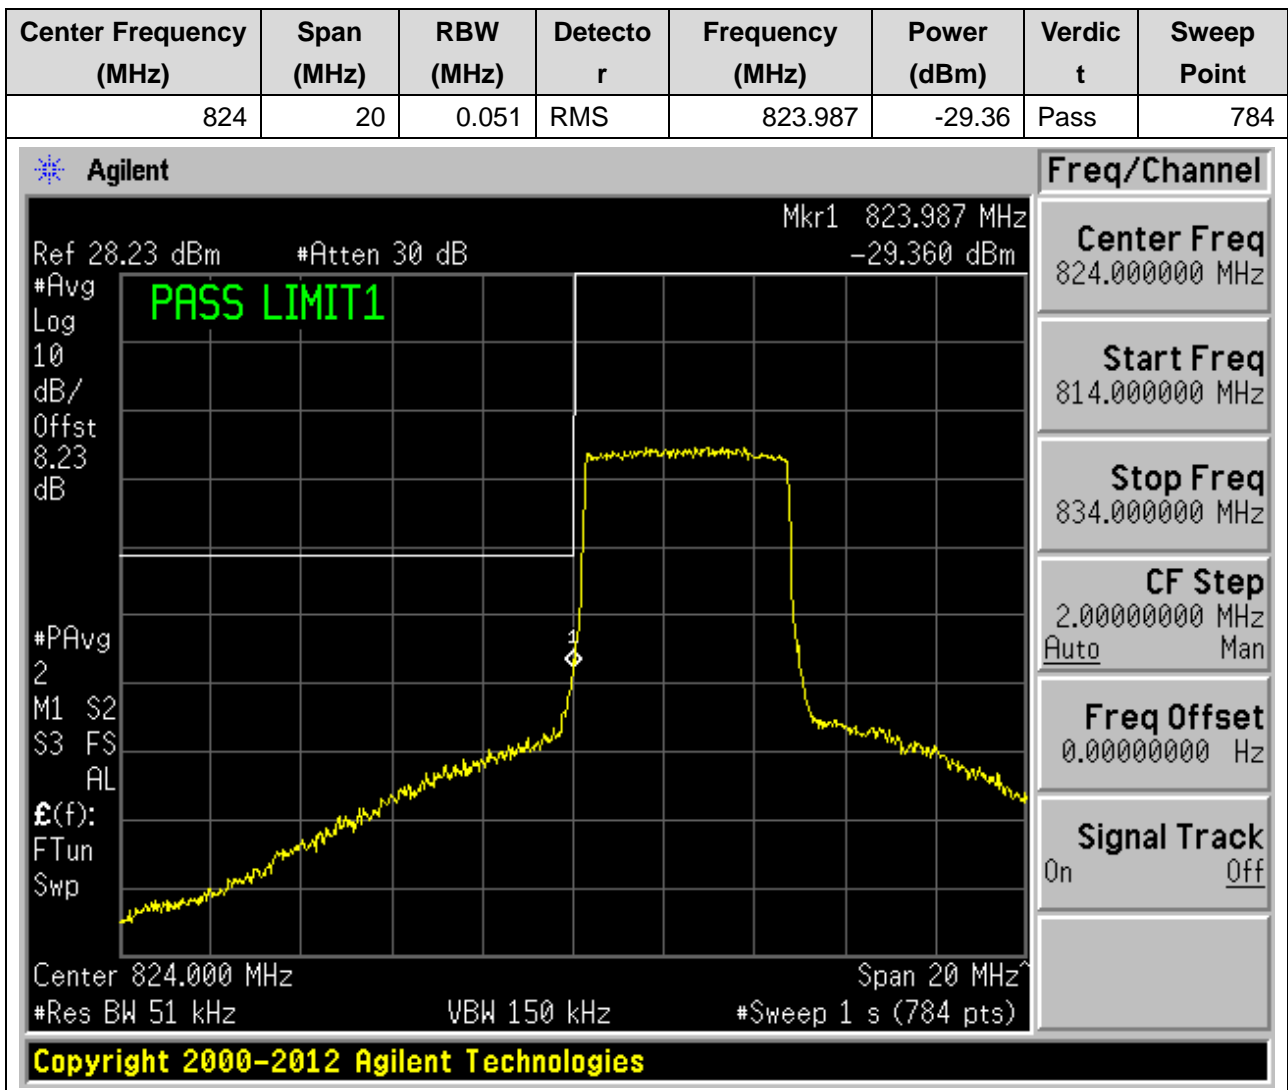 Center Frequency (MHz) Span (MHz) RBW (MHz) Detecto r Frequency (MHz) Power (dBm) Verdic t Sweep Point
824 20 0.051 RMS 823.987 -29.36 Pass 784
Agilent
Freq/Channel
Mkr1 823.987 MHz
Ref 28.23 dBm #Atten 30 dB -29.360 dBm
#Avg
Log
10
dB/
Offst
8.23
dB
PASS LIMIT1
#PAvg
2
M1 S2
S3 FS
AL
£(f):
FTun
Swp
1
Center 824.000 MHz Span 20 MHz^
#Res BW 51 kHz VBW 150 kHz #Sweep 1 s (784 pts)
Center Freq
824.000000 MHz
Start Freq
814.000000 MHz
Stop Freq
834.000000 MHz
CF Step
2.00000000 MHz
Auto Man
Freq Offset
0.00000000 Hz
Signal Track
On Off
Copyright 2000-2012 Agilent Technologies